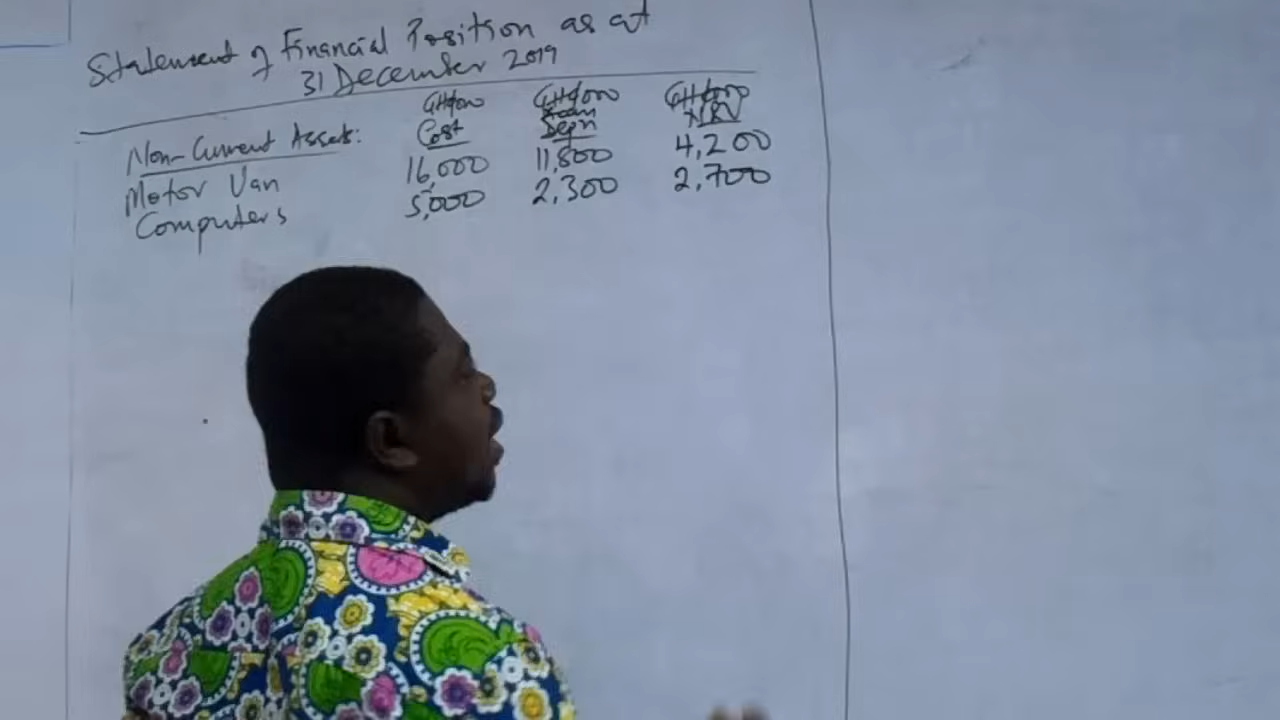 Statement of Financial Position as at
31 December 2019
GH¢000 GH¢000 GH¢000
Non-Current Assets: Cost Accum Depn NBV
Motor Van 16,000 11,800 4,200
Computers 5,000 2,300 2,700